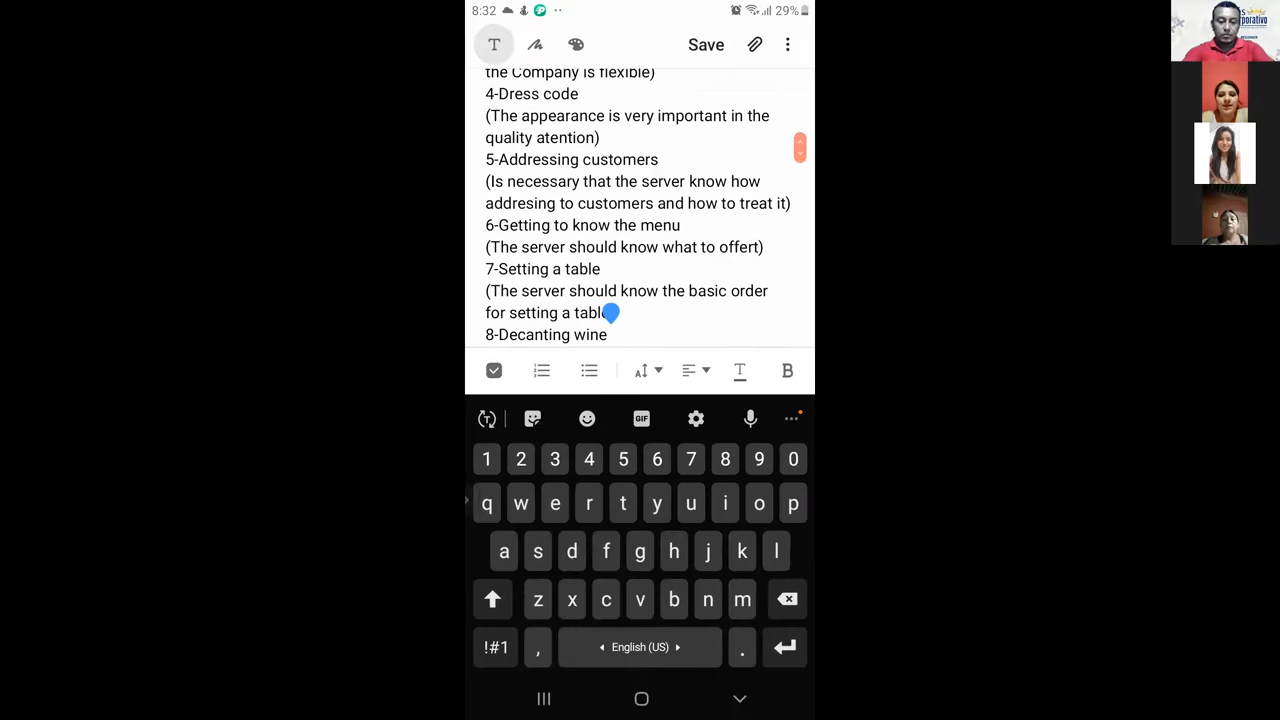 8:32
29%
T
Save
the Company is flexible)
4-Dress code
(The appearance is very important in the
quality atention)
5-Addressing customers
(Is necessary that the server know how
addresing to customers and how to treat it)
6-Getting to know the menu
(The server should know what to offert)
7-Setting a table
(The server should know the basic order
for setting a table
8-Decanting wine
T B
T GIF
1 2 3 4 5 6 7 8 9 0
q w e r t y u i o p
a s d f g h j k l
z x c v b n m
!#1 , English (US) .